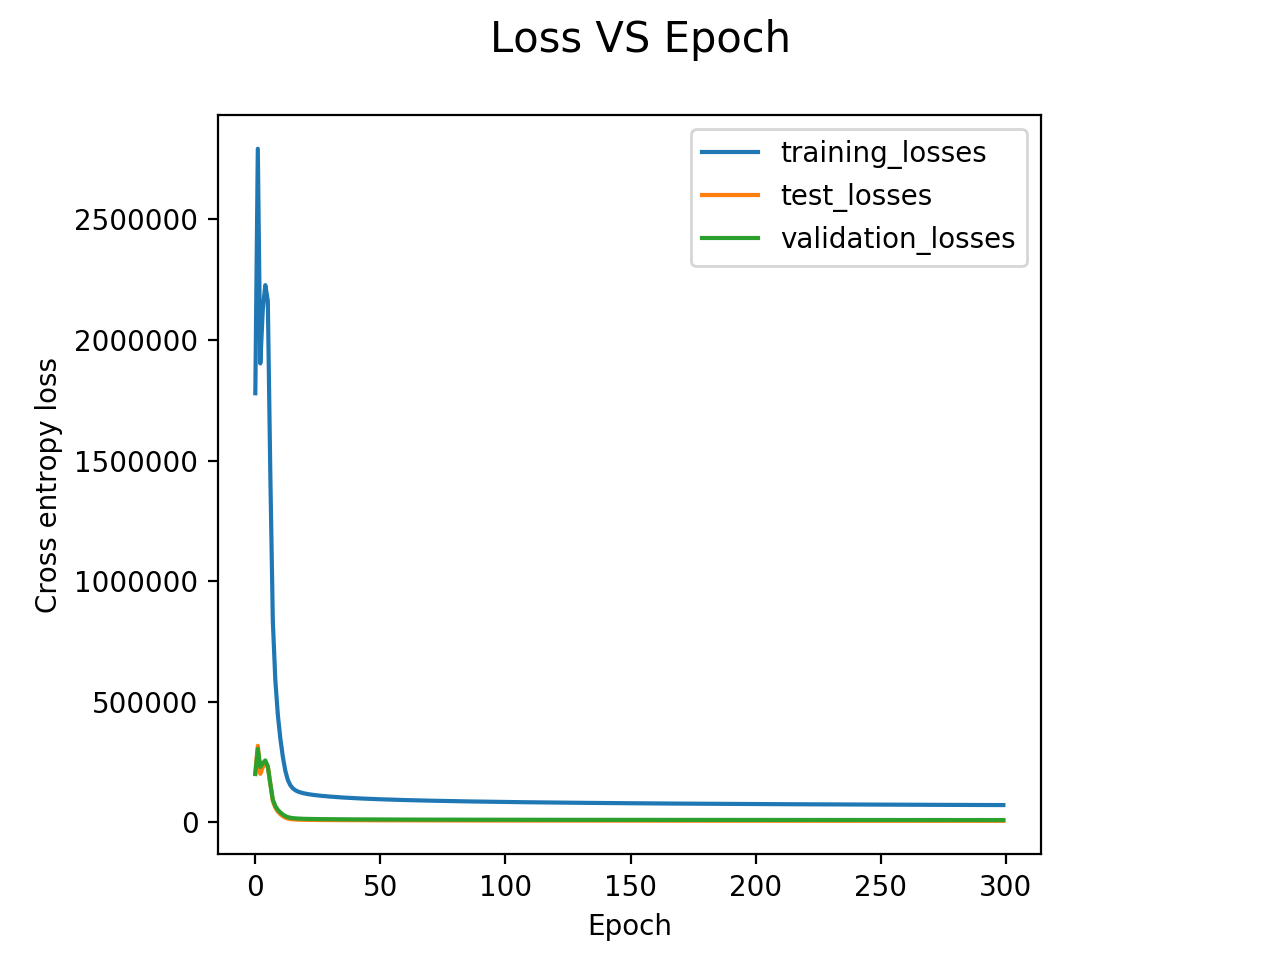 Loss VS Epoch
training_losses
test_losses
validation_losses
2500000
2000000
1500000
1000000
500000
0
Cross entropy loss
0 50 100 150 200 250 300
Epoch